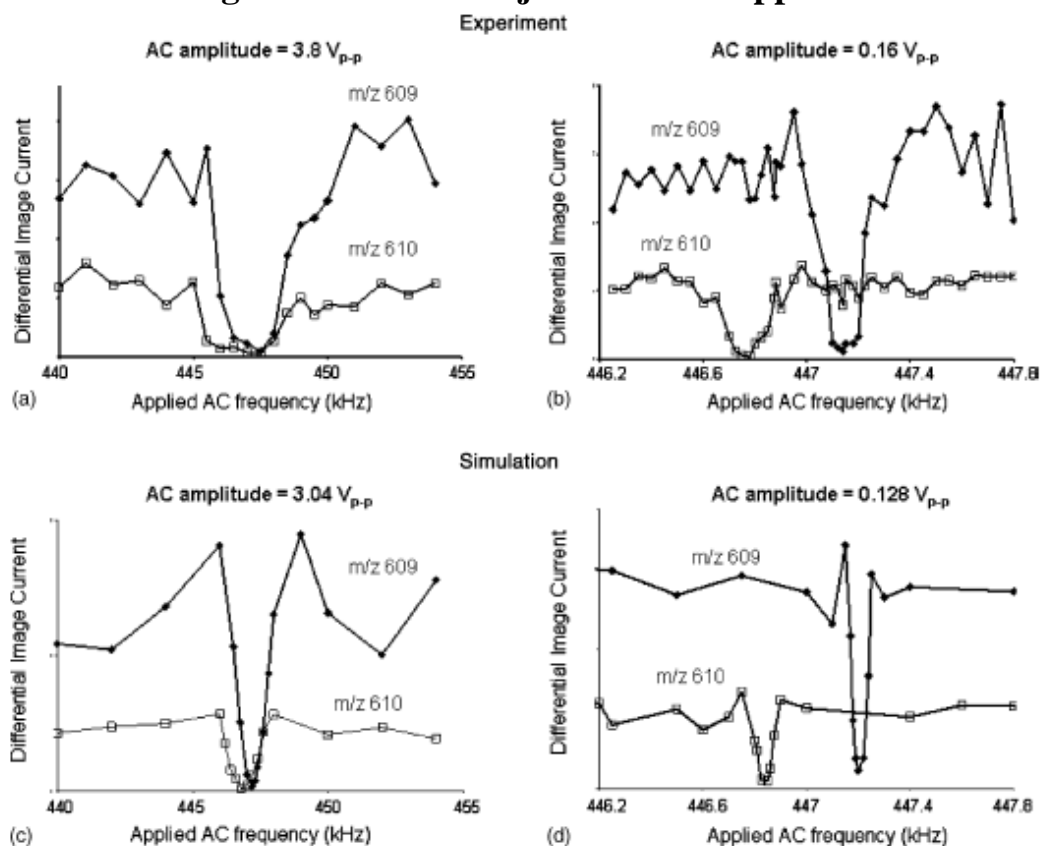 Experiment
AC amplitude = 3.8 Vp-p
AC amplitude = 0.16 Vp-p
m/z 609
m/z 610
Differential Image Current
440 445 450 455
(a) Applied AC frequency (kHz)
m/z 609
m/z 610
Differential Image Current
446.2 446.6 447 447.4 447.8
(b) Applied AC frequency (kHz)
Simulation
AC amplitude = 3.04 Vp-p
AC amplitude = 0.128 Vp-p
m/z 609
m/z 610
Differential Image Current
440 445 450 455
(c) Applied AC frequency (kHz)
m/z 609
m/z 610
Differential Image Current
446.2 446.6 447 447.4 447.8
(d) Applied AC frequency (kHz)